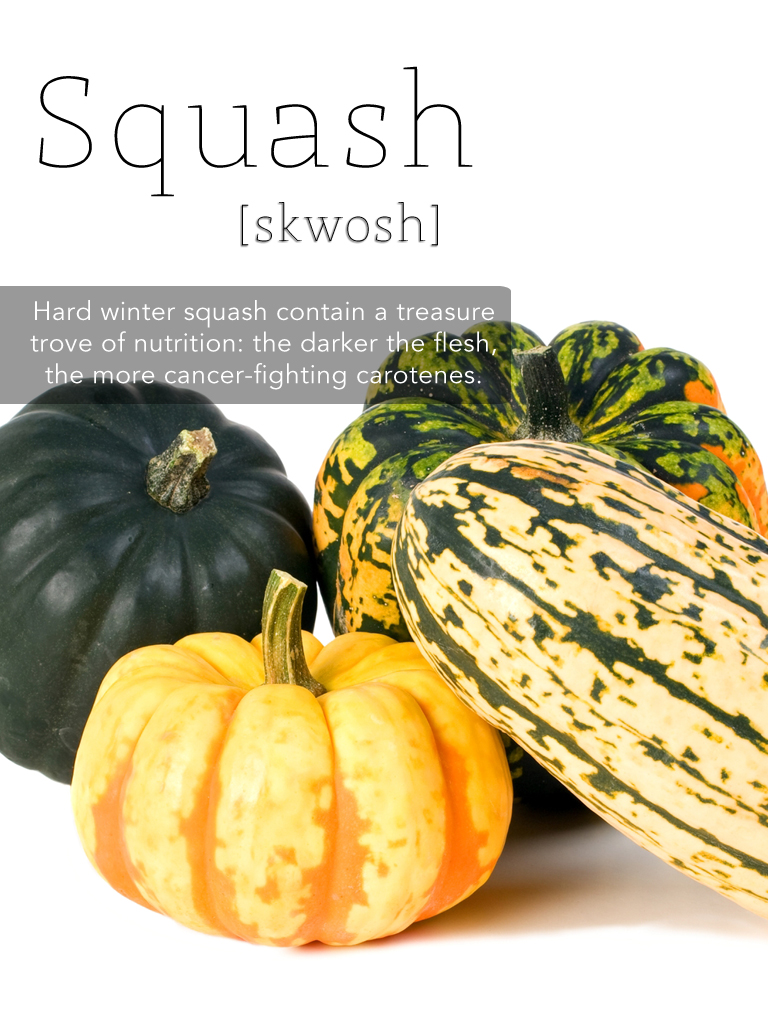 Squash
[skwosh]
Hard winter squash contain a treasure
trove of nutrition: the darker the flesh,
the more cancer-fighting carotenes.